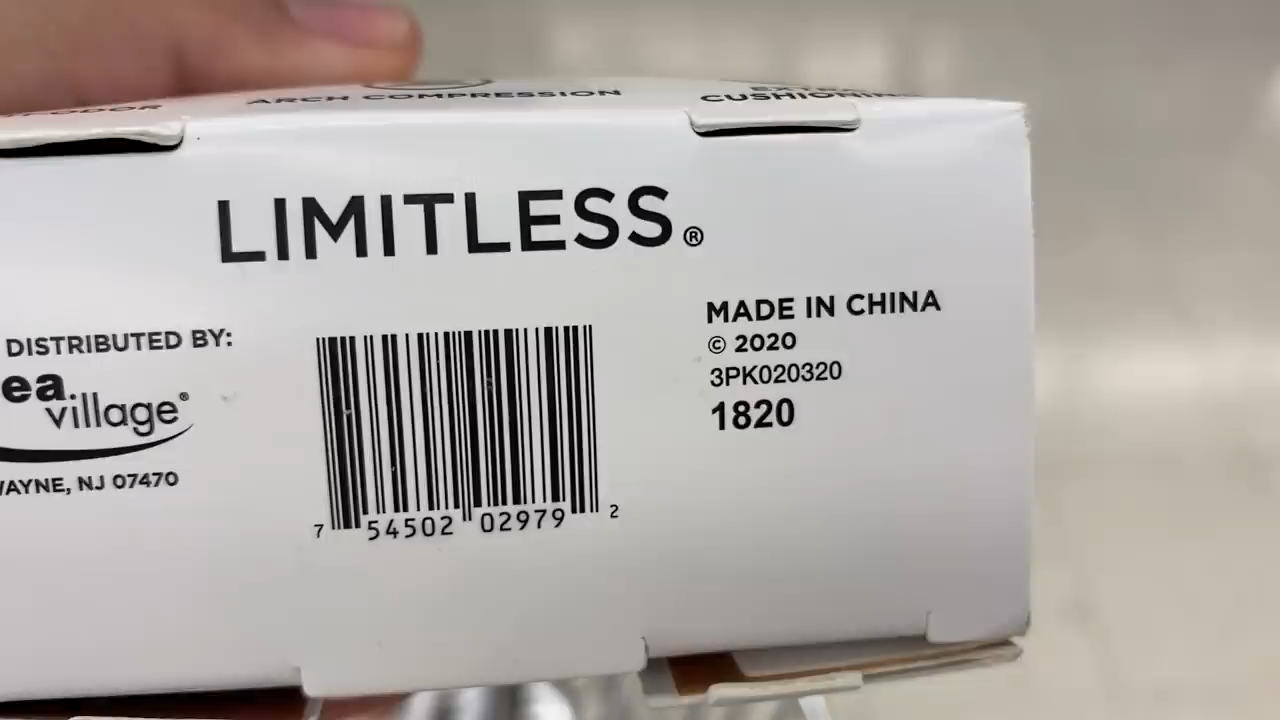 ARCH COMPRESSION
CUSHIONING
LIMITLESS®
DISTRIBUTED BY:
ea
village®
WAYNE, NJ 07470
7 54502 02979 2
MADE IN CHINA
© 2020
3PK020320
1820